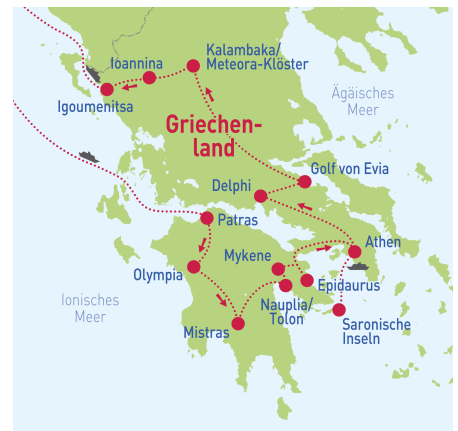 Kalambaka/
Meteora-Klöster
Ioannina
Igoumenitsa
Ägäisches
Meer
Griechen-
land
Golf von Evia
Delphi
Patras
Athen
Mykene
Olympia
Epidaurus
Ionisches
Meer
Nauplia/
Tolon
Mistras
Saronische
Inseln